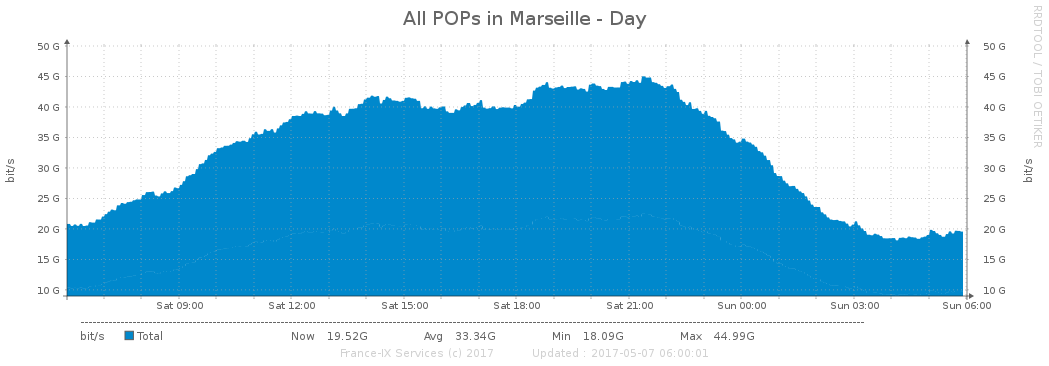 All POPs in Marseille - Day
RRDTOOL / TOBI OETIKER
50 G 50 G
45 G 45 G
40 G 40 G
35 G 35 G
30 G 30 G
25 G 25 G
20 G 20 G
15 G 15 G
10 G 10 G
bit/s bit/s
Sat 09:00 Sat 12:00 Sat 15:00 Sat 18:00 Sat 21:00 Sun 00:00 Sun 03:00 Sun 06:00
bit/s Total Now 19.52G Avg 33.34G Min 18.09G Max 44.99G
France-IX Services (c) 2017 Updated : 2017-05-07 06:00:01